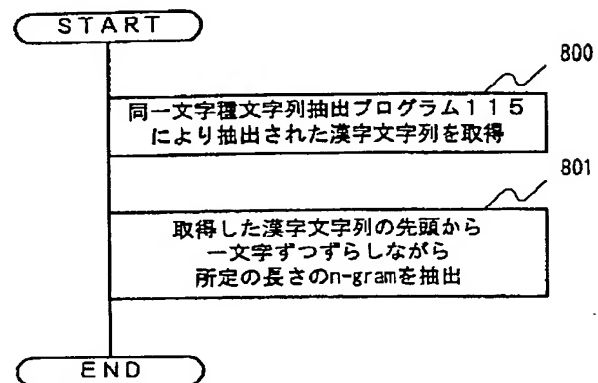 START
800
同一文字種文字列抽出プログラム115
により抽出された漢字文字列を取得
801
取得した漢字文字列の先頭から
一文字ずつずらしながら
所定の長さのn-gramを抽出
END